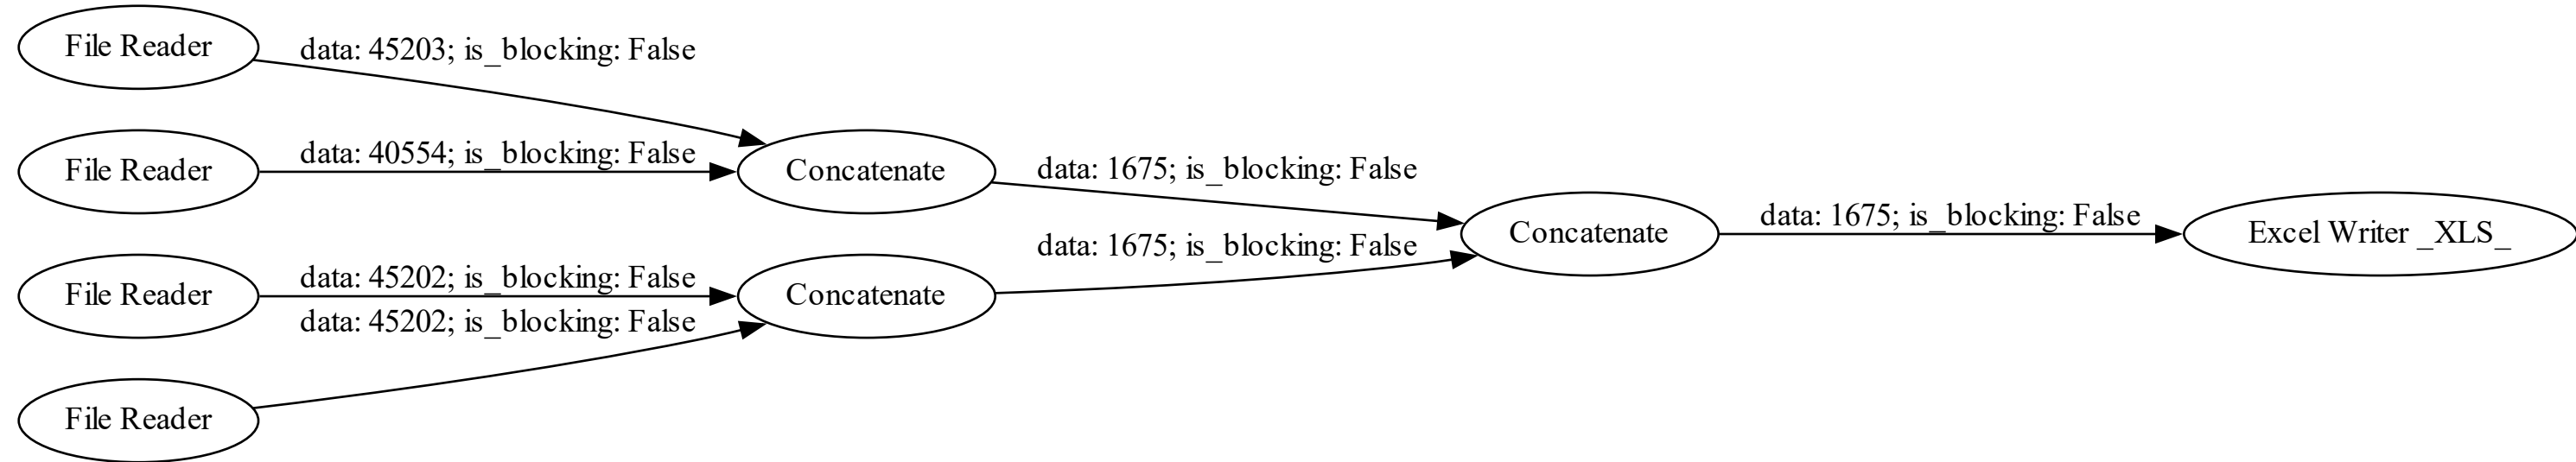 File Reader
data: 45203; is_blocking: False
File Reader
data: 40554; is_blocking: False
Concatenate
data: 1675; is_blocking: False
File Reader
data: 45202; is_blocking: False
data: 45202; is_blocking: False
Concatenate
data: 1675; is_blocking: False
File Reader
Concatenate
data: 1675; is_blocking: False
Excel Writer _XLS_